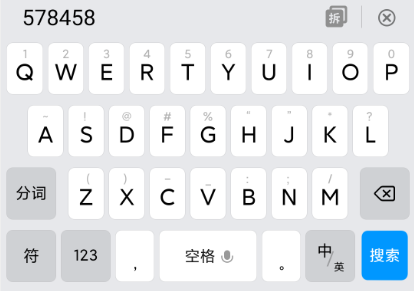 578458 拆
1 2 3 4 5 6 7 8 9 0
Q W E R T Y U I O P
- ! @ # % " " * ?
A S D F G H J K L
( ) - _ : ; /
分词 Z X C V B N M
符 123 , 空格 。 中/英 搜索